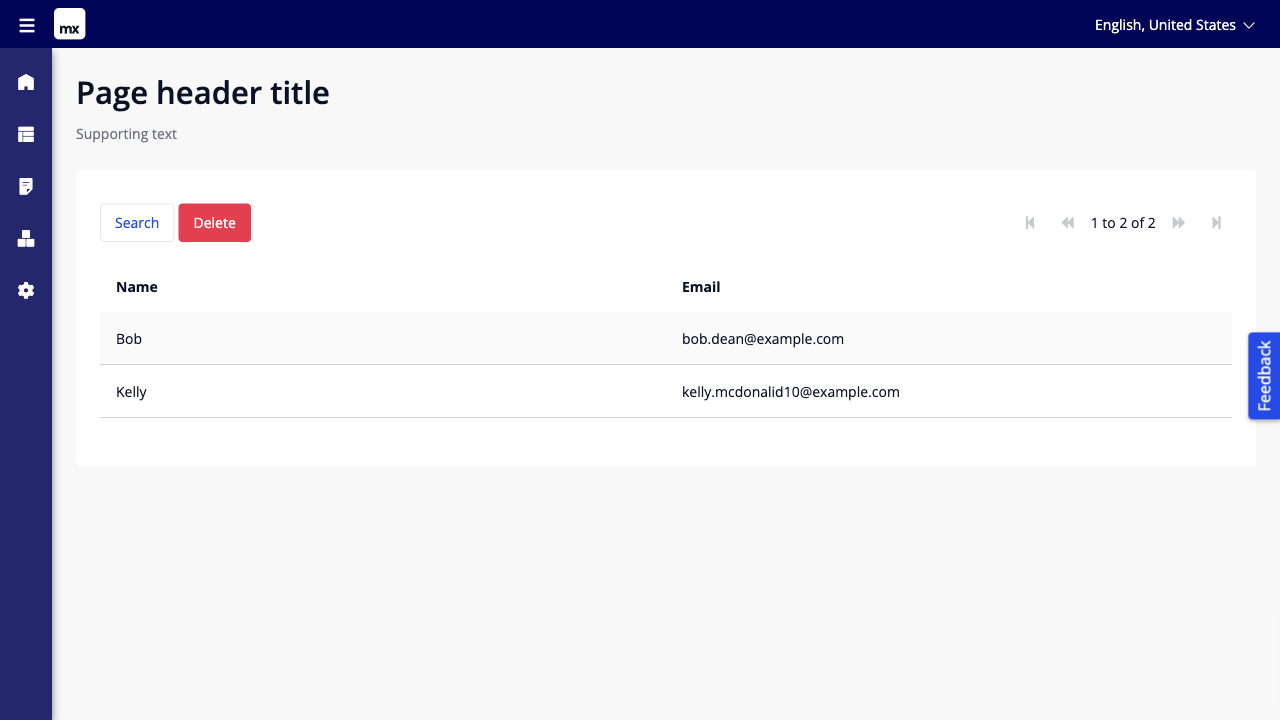 mx
English, United States
Page header title
Supporting text
Search Delete 1 to 2 of 2
Name Email
Bob bob.dean@example.com
Kelly kelly.mcdonalid10@example.com
Feedback